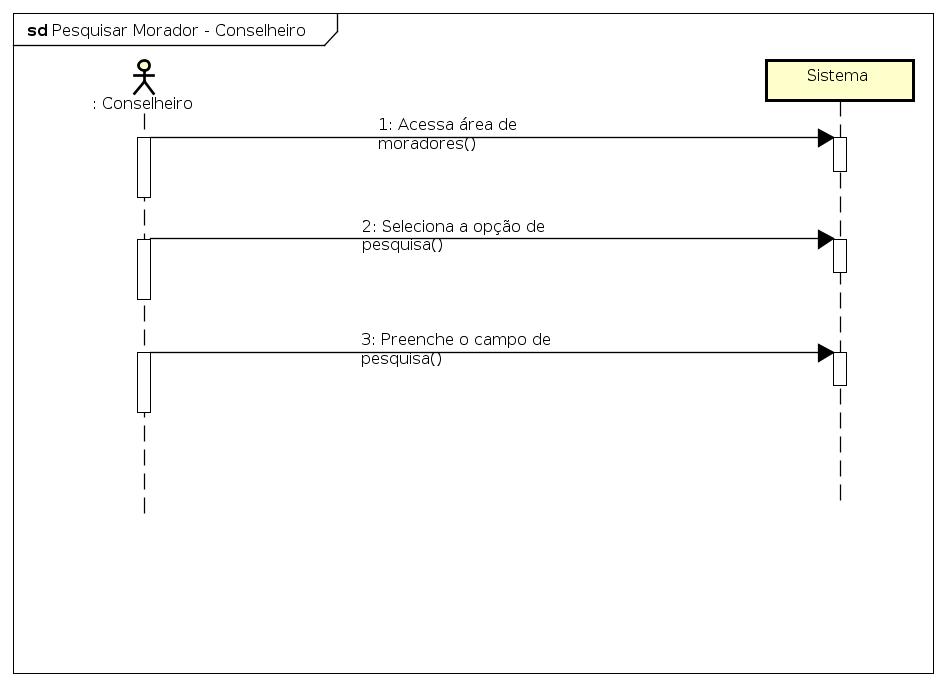 sd Pesquisar Morador - Conselheiro
: Conselheiro
Sistema
1: Acessa área de
moradores()
2: Seleciona a opção de
pesquisa()
3: Preenche o campo de
pesquisa()